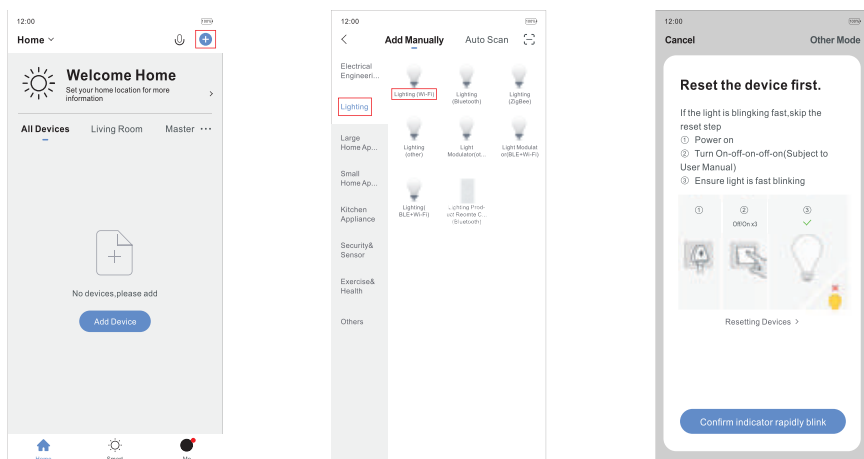 12:00
100%
Home
Welcome Home
Set your home location for more
information
All Devices
Living Room
Master
No devices,please add
Add Device
Home
Smart
Me
12:00
100%
Add Manually
Auto Scan
Electrical
Engineeri...
Lighting
Large
Home Ap...
Small
Home Ap...
Kitchen
Appliance
Security&
Sensor
Exercise&
Health
Others
Lighting (Wi-Fi)
Lighting
(Bluetooth)
Lighting
(ZigBee)
Lighting
(other)
Light
Modulator(ot...
Light Modulat
or(BLE+Wi-Fi)
Lighting(
BLE+Wi-Fi)
Lighting Prod-
uct Remote C...
(Bluetooth)
12:00
100%
Cancel
Other Mode
Reset the device first.
If the light is blingking fast,skip the
reset step
① Power on
② Turn On-off-on-off-on(Subject to
User Manual)
③ Ensure light is fast blinking
①
②
③
Off/On x3
Resetting Devices >
Confirm indicator rapidly blink